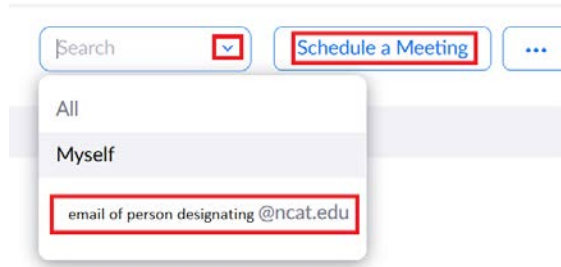 Search Schedule a Meeting ...
All
Myself
email of person designating @ncat.edu